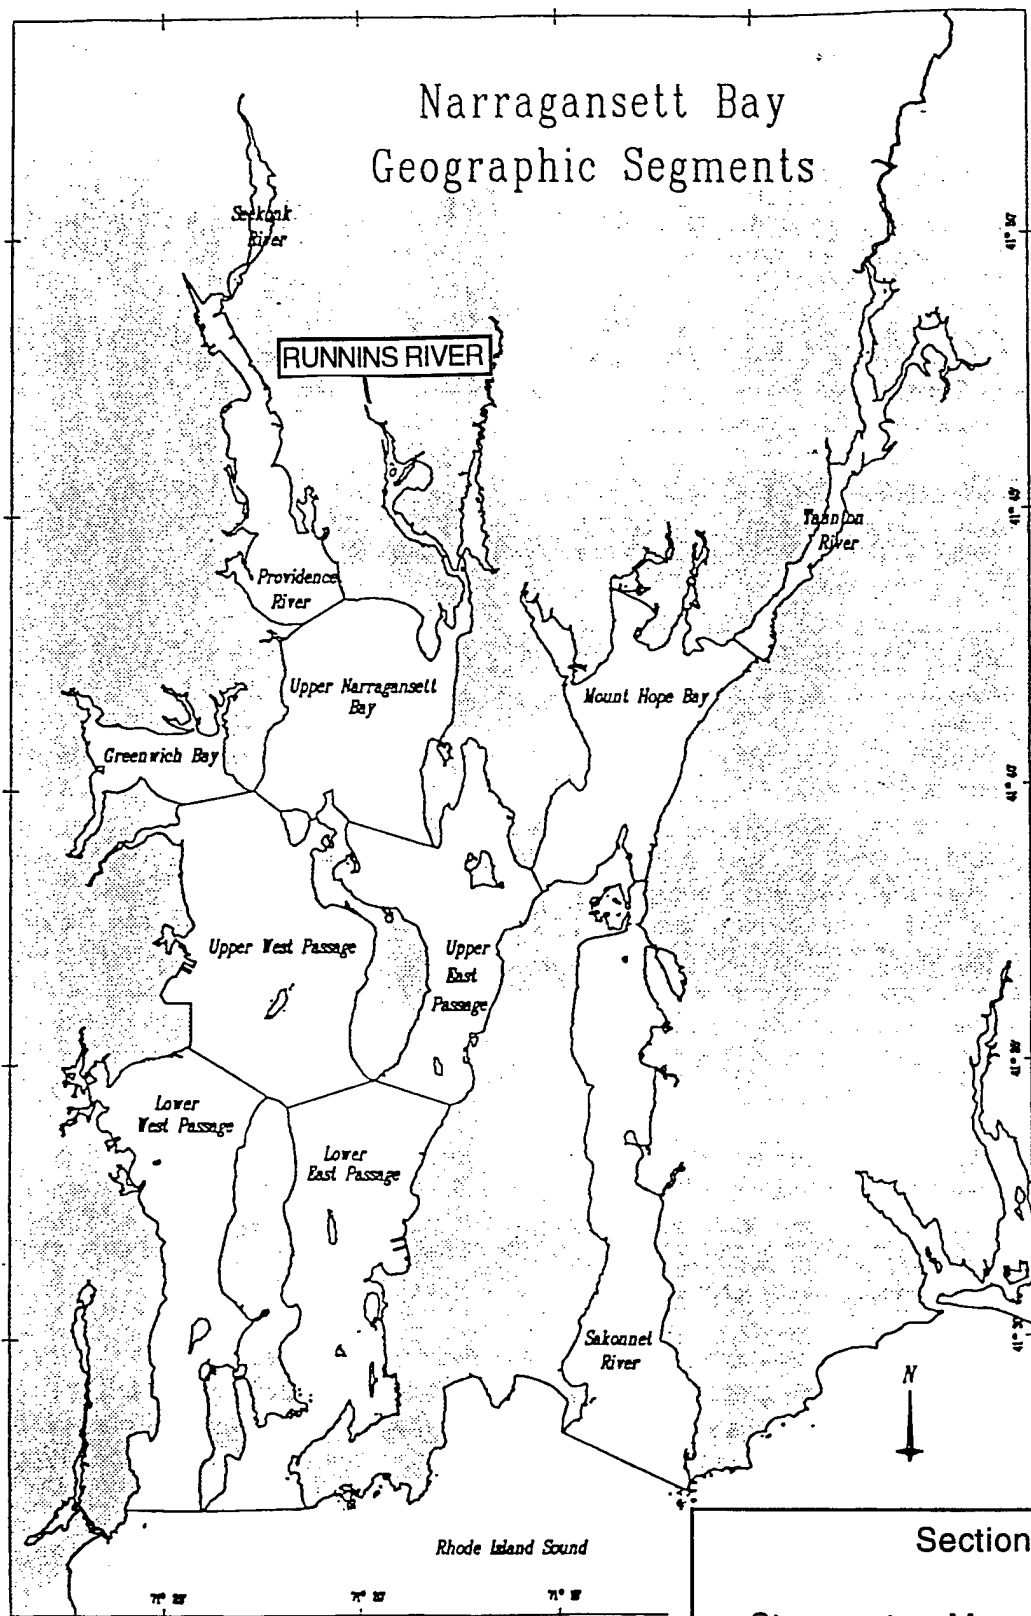 Narragansett Bay
Geographic Segments
Seekonk
River
RUNNINS RIVER
Taunton
River
Providence
River
Upper Narragansett
Bay
Mount Hope Bay
Greenwich Bay
Upper West Passage
Upper
East
Passage
Lower
West Passage
Lower
East Passage
Sakonnet
River
N
Rhode Island Sound
Section